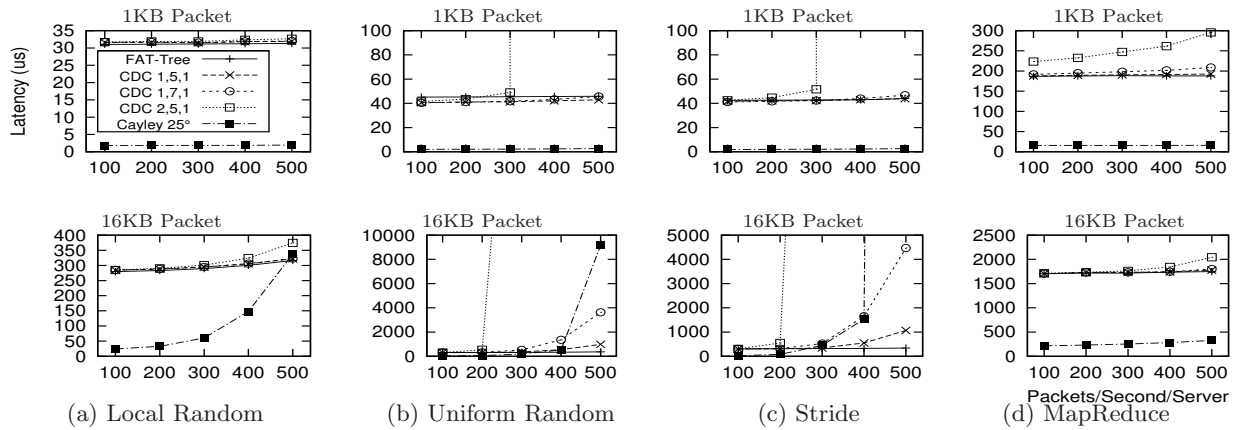 1KB Packet
1KB Packet
1KB Packet
1KB Packet
Latency (us)
35
30
25
20
15
10
5
0
FAT-Tree
CDC 1,5,1
CDC 1,7,1
CDC 2,5,1
Cayley 25°
100 200 300 400 500
100
80
60
40
20
0
100 200 300 400 500
100
80
60
40
20
0
100 200 300 400 500
300
250
200
150
100
50
0
100 200 300 400 500
16KB Packet
16KB Packet
16KB Packet
16KB Packet
400
350
300
250
200
150
100
50
0
100 200 300 400 500
10000
8000
6000
4000
2000
0
100 200 300 400 500
5000
4000
3000
2000
1000
0
100 200 300 400 500
2500
2000
1500
1000
500
0
100 200 300 400 500
Packets/Second/Server
(a) Local Random
(b) Uniform Random
(c) Stride
(d) MapReduce